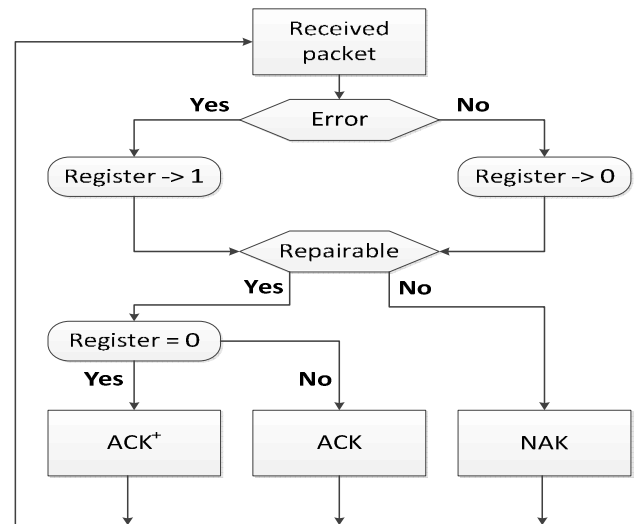 Received
packet
Yes
Error
No
Register -> 1
Register -> 0
Repairable
Yes
No
Register = 0
Yes
No
ACK⁺
ACK
NAK